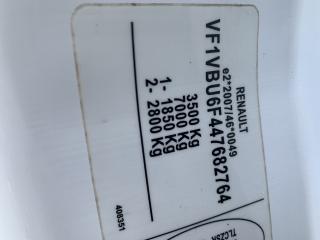 RENAULT
e2*2007/46*0049
VF1VBU6F447682764
3500 Kg
7000 Kg
1- 1850 Kg
2- 2800 Kg
408351